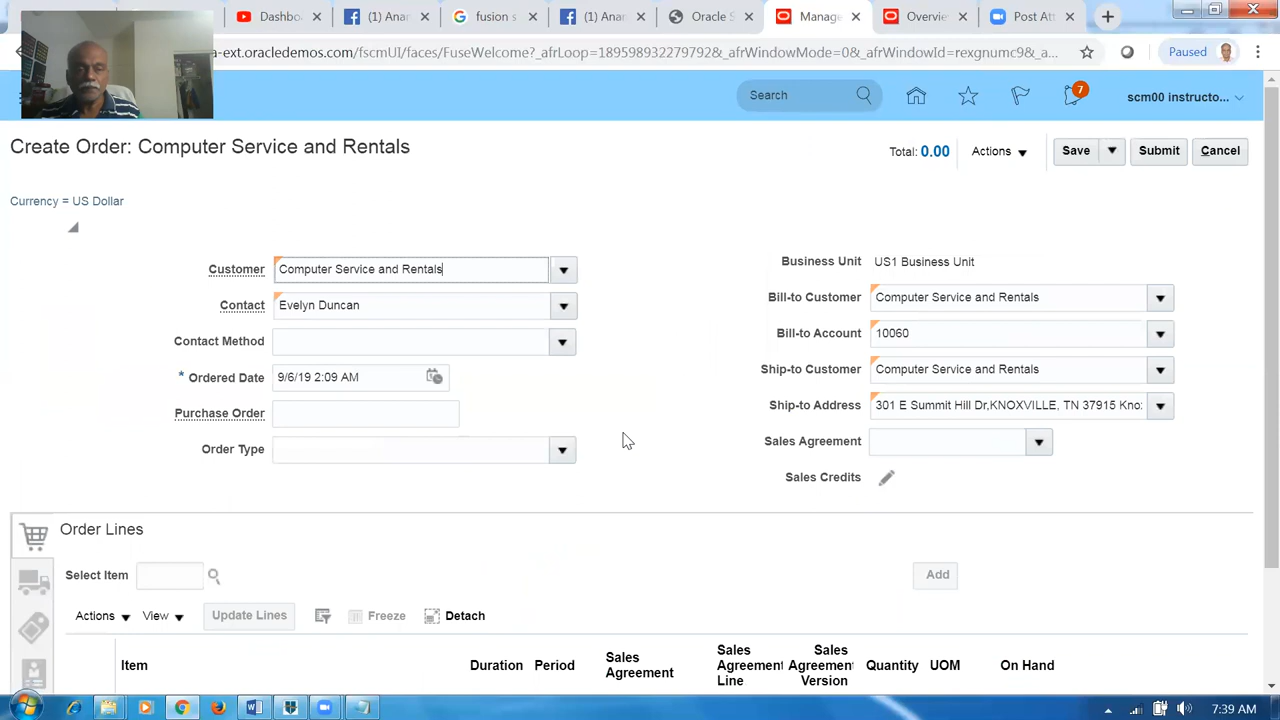 Dashbo
(1) Anan
fusion s
(1) Anan
Oracle S
Manage
Overvie
Post Att
a-ext.oracledemos.com/fscmUI/faces/FuseWelcome?_afrLoop=18959893227979288&_afrWindowMode=0&_afrWindowId=rexgnumc9&_a...
Paused
Search
7
scm00 instructo...
Create Order: Computer Service and Rentals
Total: 0.00
Actions
Save
Submit
Cancel
Currency = US Dollar
Customer
Computer Service and Rentals
Contact
Evelyn Duncan
Contact Method
* Ordered Date
9/6/19 2:09 AM
Purchase Order
Order Type
Business Unit
US1 Business Unit
Bill-to Customer
Computer Service and Rentals
Bill-to Account
10060
Ship-to Customer
Computer Service and Rentals
Ship-to Address
301 E Summit Hill Dr,KNOXVILLE, TN 37915 Kno:
Sales Agreement
Sales Credits
Order Lines
Select Item
Add
Actions
View
Update Lines
Freeze
Detach
Item
Duration
Period
Sales
Agreement
Sales
Agreement
Line
Sales
Agreement
Version
Quantity
UOM
On Hand
7:39 AM